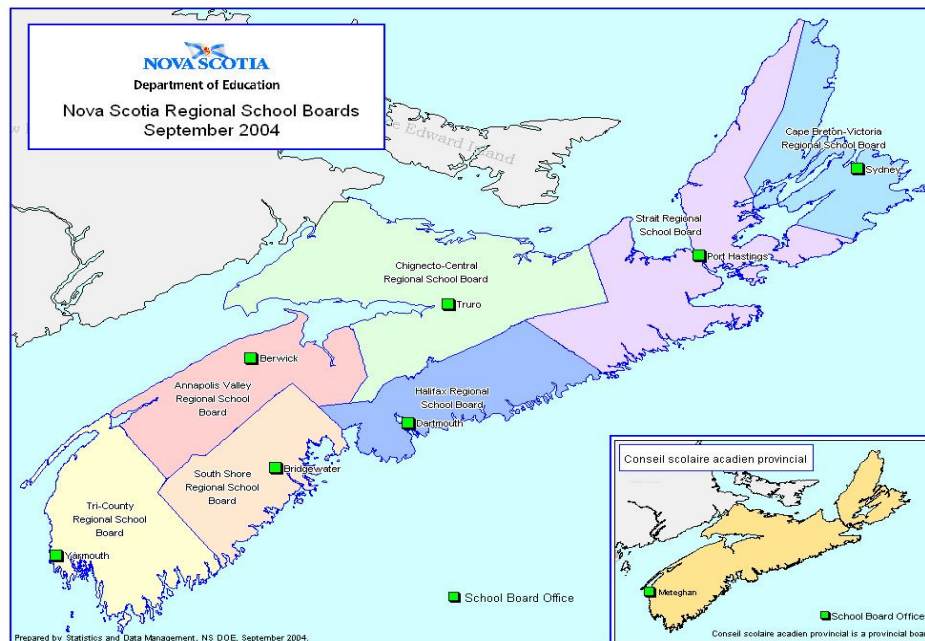 NOVA SCOTIA
Department of Education
Nova Scotia Regional School Boards
September 2004
Edward Island
Cape Breton-Victoria
Regional School Board
Sydney
Strait Regional
School Board
Port Hastings
Chignecto-Central
Regional School Board
Truro
Berwick
Annapolis Valley
Regional School
Board
Halifax Regional
School Board
Dartmouth
South Shore
Regional School
Board
Bridgewater
Tri-County
Regional School
Board
Yarmouth
School Board Office
Prepared by Statistics and Data Management, NS DOE, September 2004.
Conseil scolaire acadien provincial
Meteghan
School Board Office
Conseil scolaire acadien provincial is a provincial board